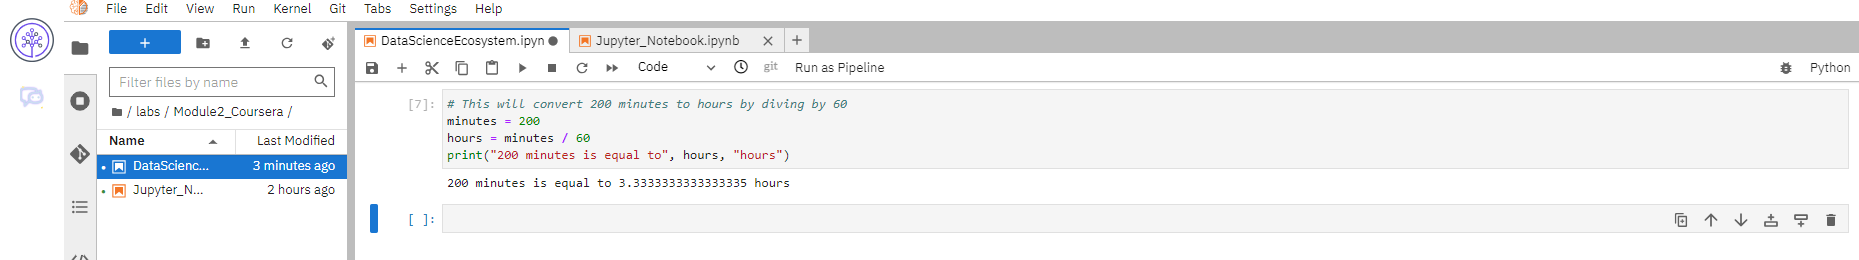 File Edit View Run Kernel Git Tabs Settings Help
+
Filter files by name
/ labs / Module2_Coursera /
Name Last Modified
DataScienc... 3 minutes ago
Jupyter_N... 2 hours ago
DataScienceEcosystem.ipyn
Jupyter_Notebook.ipynb
+
Code
git
Run as Pipeline
Python
[7]:
# This will convert 200 minutes to hours by diving by 60
minutes = 200
hours = minutes / 60
print("200 minutes is equal to", hours, "hours")
200 minutes is equal to 3.3333333333333335 hours
[ ]: